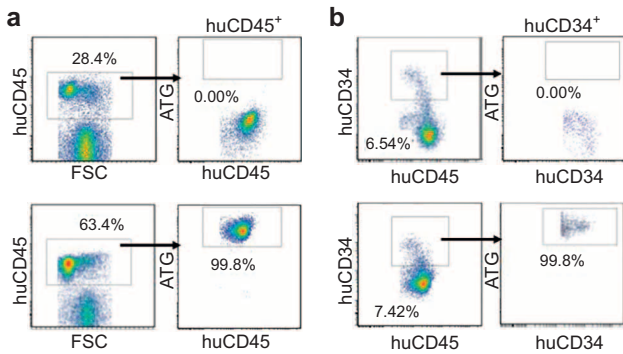 a
huCD45+
28.4%
huCD45
ATG
0.00%
FSC
huCD45
63.4%
huCD45
ATG
99.8%
FSC
huCD45
b
huCD34+
huCD34
ATG
0.00%
6.54%
huCD45
huCD34
huCD34
ATG
99.8%
7.42%
huCD45
huCD34